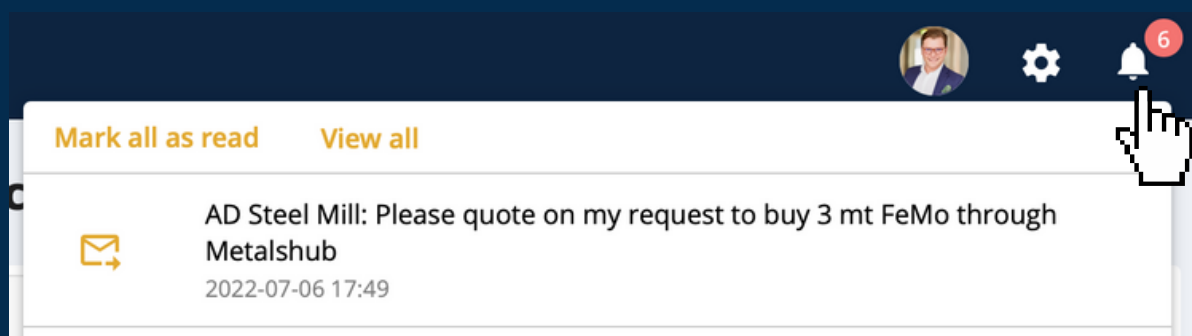 6
Mark all as read View all
AD Steel Mill: Please quote on my request to buy 3 mt FeMo through
Metalshub
2022-07-06 17:49